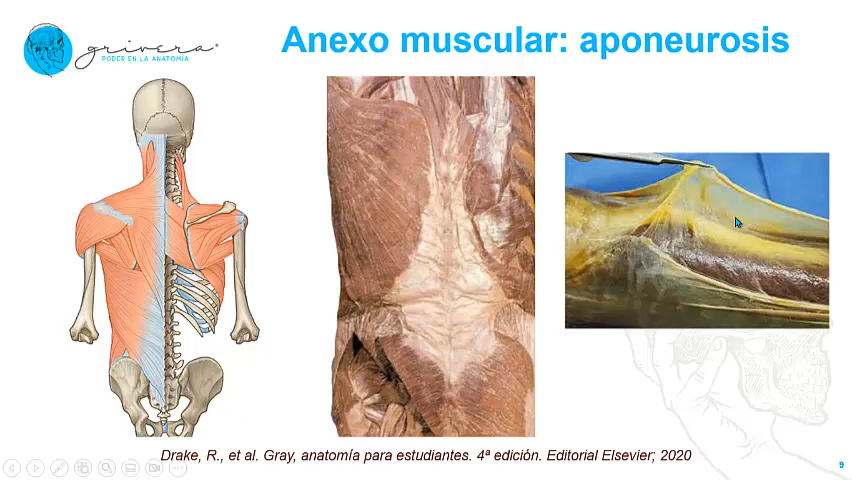 grivera®
PODER EN LA ANATOMÍA
Anexo muscular: aponeurosis
Drake, R., et al. Gray, anatomía para estudiantes. 4ª edición. Editorial Elsevier; 2020
9